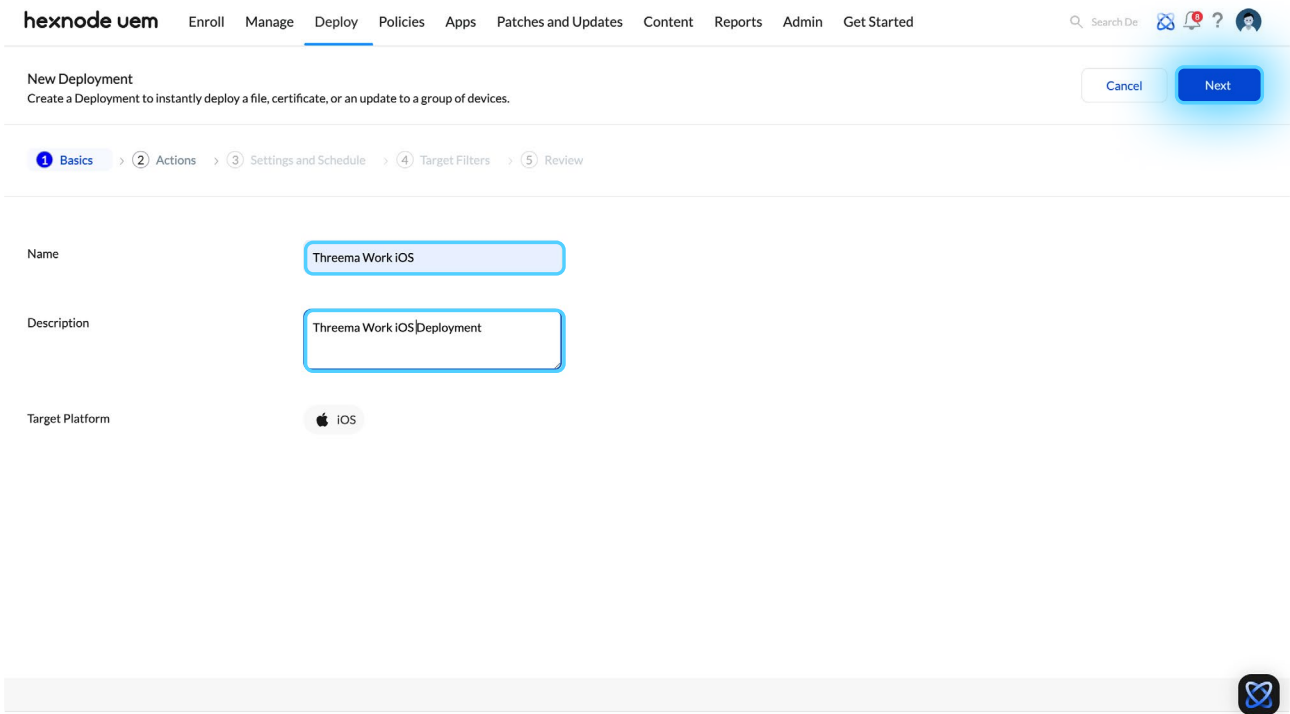 hexnode uem Enroll Manage Deploy Policies Apps Patches and Updates Content Reports Admin Get Started Search De 8 ?
New Deployment
Create a Deployment to instantly deploy a file, certificate, or an update to a group of devices.
Cancel Next
1 Basics > 2 Actions > 3 Settings and Schedule > 4 Target Filters > 5 Review
Name Threema Work iOS
Description Threema Work iOS Deployment
Target Platform iOS